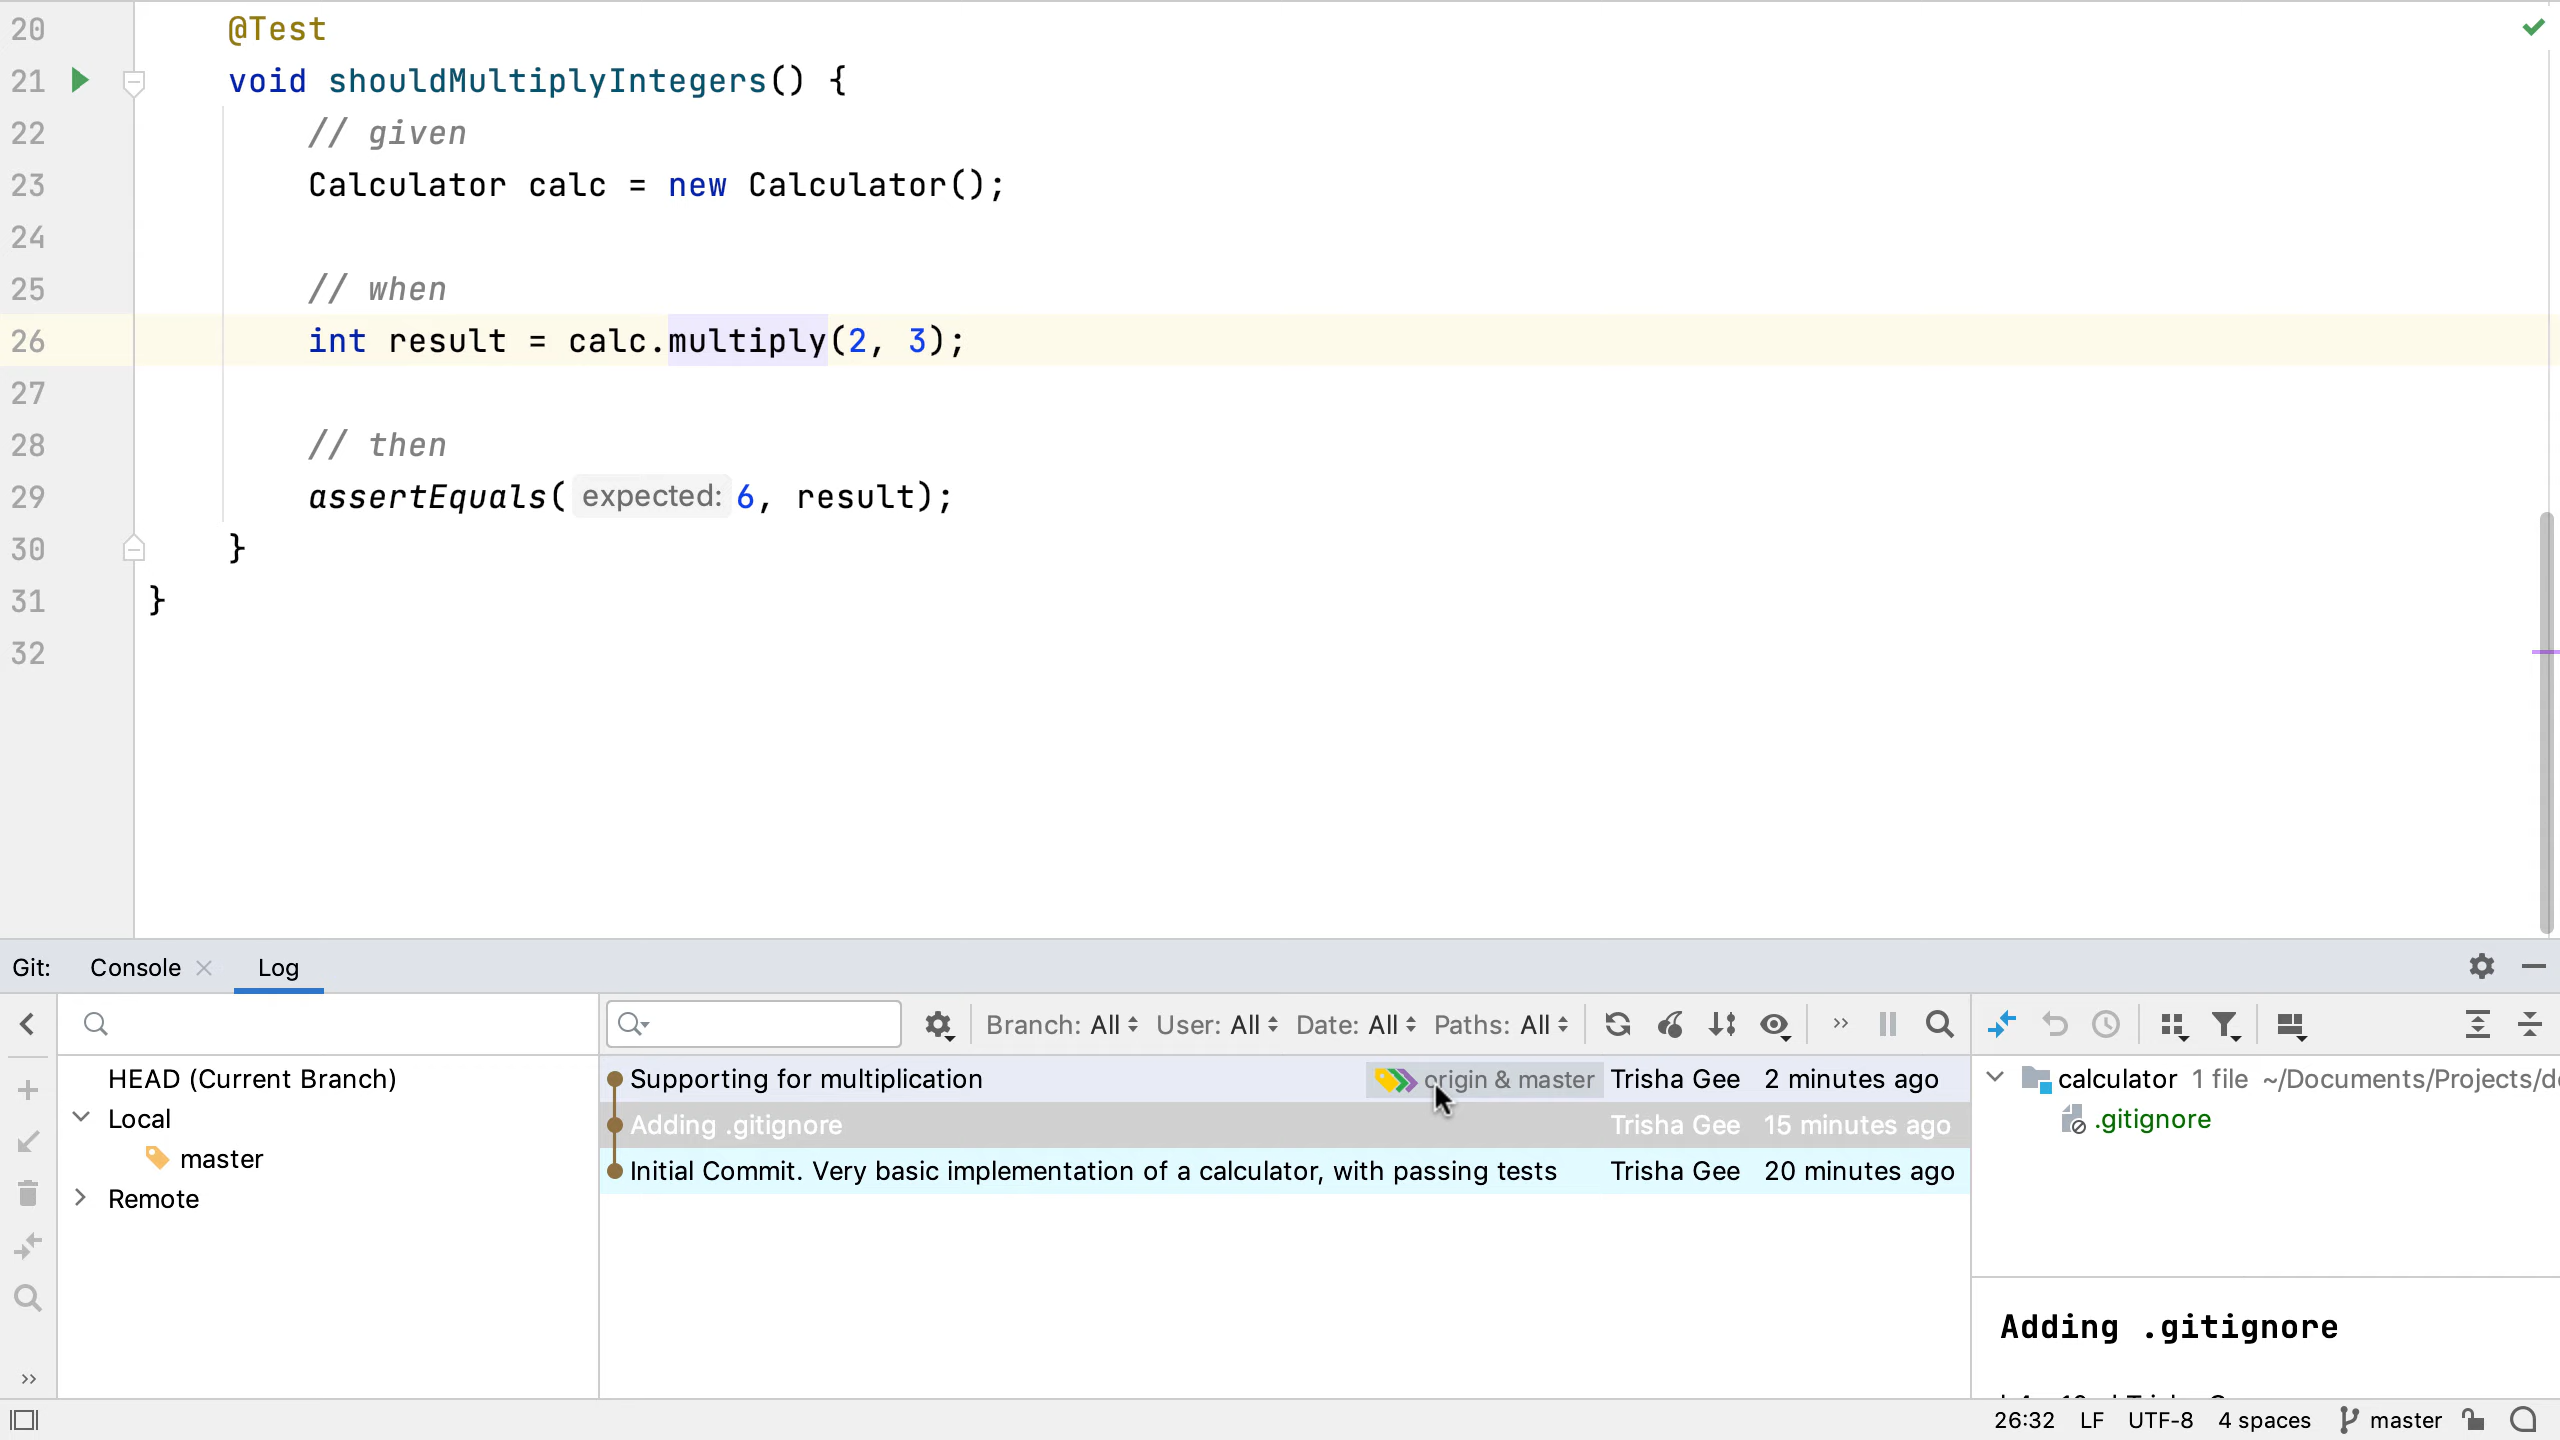 20 @Test
21 void shouldMultiplyIntegers() {
22 // given
23 Calculator calc = new Calculator();
24
25 // when
26 int result = calc.multiply(2, 3);
27
28 // then
29 assertEquals( expected: 6, result);
30 }
31 }
32
Git: Console Log
Branch: All User: All Date: All Paths: All
HEAD (Current Branch)
Local
master
Remote
Supporting for multiplication origin & master Trisha Gee 2 minutes ago
Adding .gitignore Trisha Gee 15 minutes ago
Initial Commit. Very basic implementation of a calculator, with passing tests Trisha Gee 20 minutes ago
calculator 1 file ~/Documents/Projects/de
.gitignore
Adding .gitignore
26:32 LF UTF-8 4 spaces master